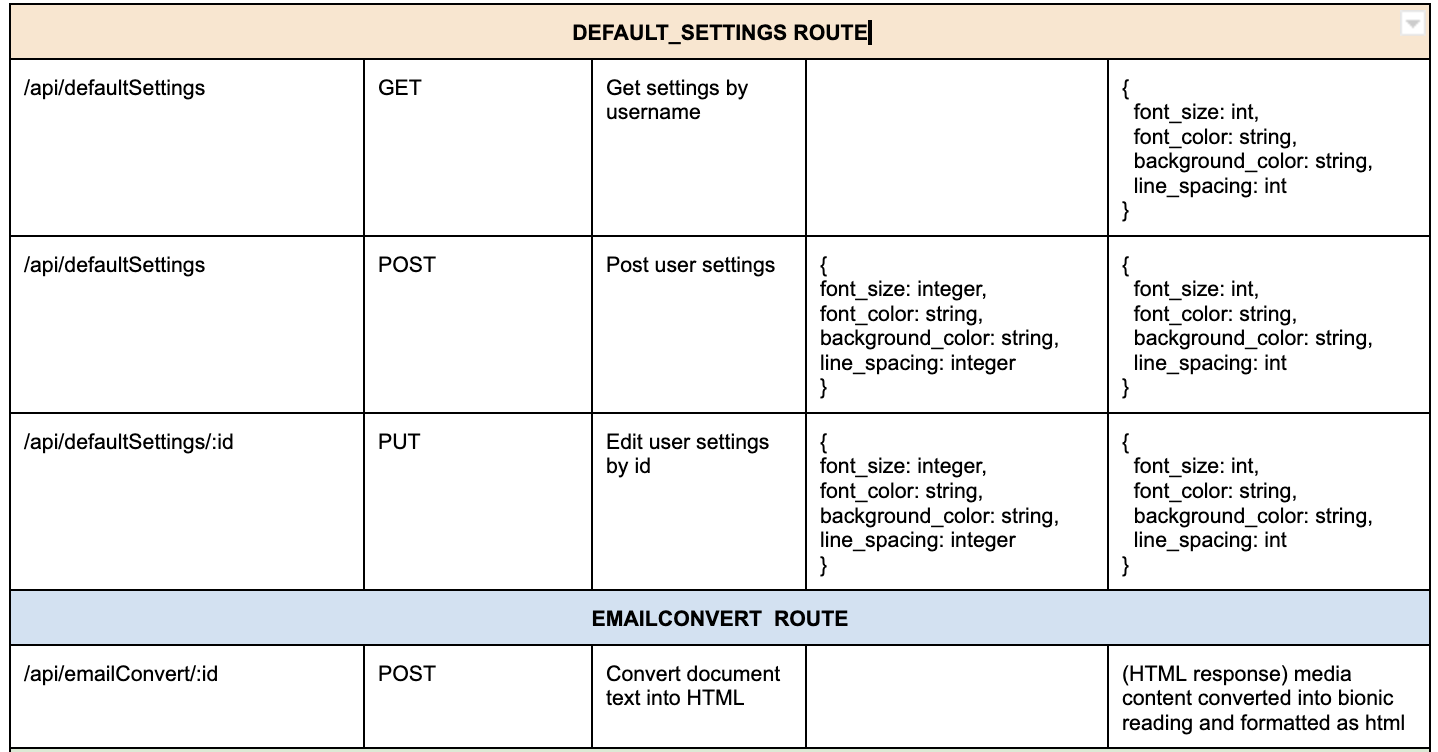 DEFAULT_SETTINGS ROUTE
/api/defaultSettings
GET
Get settings by
username
{
font_size: int,
font_color: string,
background_color: string,
line_spacing: int
}
/api/defaultSettings
POST
Post user settings
{
font_size: integer,
font_color: string,
background_color: string,
line_spacing: integer
}
{
font_size: int,
font_color: string,
background_color: string,
line_spacing: int
}
/api/defaultSettings/:id
PUT
Edit user settings
by id
{
font_size: integer,
font_color: string,
background_color: string,
line_spacing: integer
}
{
font_size: int,
font_color: string,
background_color: string,
line_spacing: int
}
EMAILCONVERT  ROUTE
/api/emailConvert/:id
POST
Convert document
text into HTML
(HTML response) media
content converted into bionic
reading and formatted as html